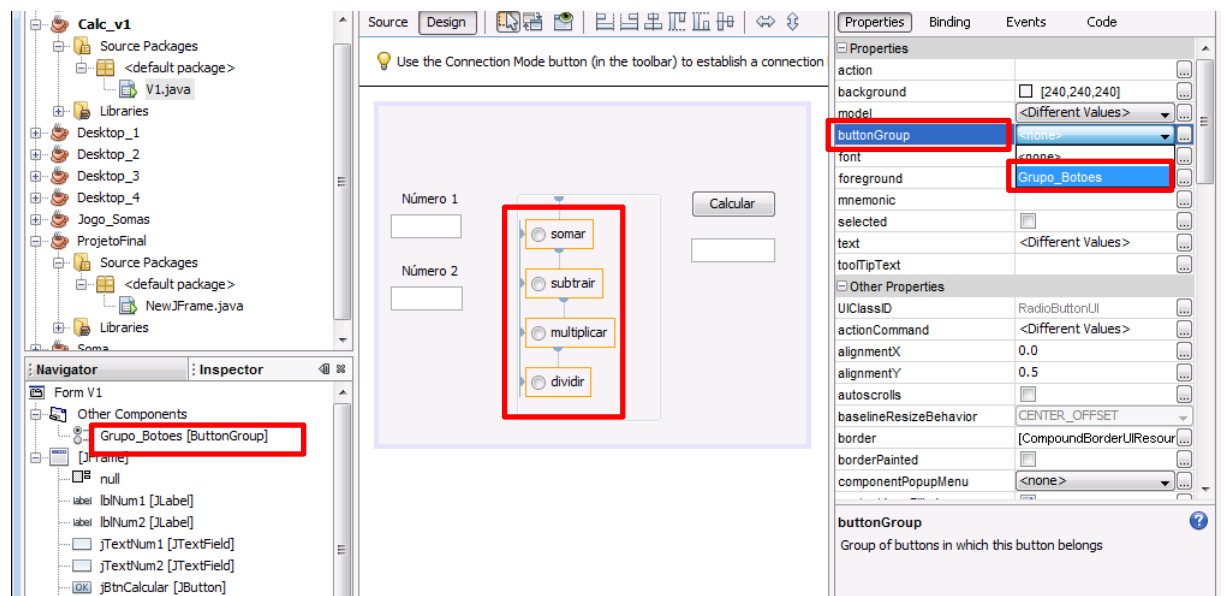 Calc_v1
Source Packages
<default package>
V1.java
Libraries
Desktop_1
Desktop_2
Desktop_3
Desktop_4
Jogo_Somas
ProjetoFinal
Source Packages
<default package>
NewJFrame.java
Libraries
Soma
Navigator
Inspector
Form V1
Other Components
Grupo_Botoes [ButtonGroup]
[JFrame]
null
label lblNum1 [JLabel]
label lblNum2 [JLabel]
jTextNum1 [JTextField]
jTextNum2 [JTextField]
OK jBtnCalcular [JButton]
Source Design
Use the Connection Mode button (in the toolbar) to establish a connection
Número 1
Número 2
somar
subtrair
multiplicar
dividir
Calcular
Properties Binding Events Code
Properties
action
background [240,240,240]
model <Different Values>
buttonGroup <none>
font <none>
foreground Grupo_Botoes
mnemonic
selected
text <Different Values>
toolTipText
Other Properties
UIClassID RadioButtonUI
actionCommand <Different Values>
alignmentX 0.0
alignmentY 0.5
autoscrolls
baselineResizeBehavior CENTER_OFFSET
border [CompoundBorderUIResour
borderPainted
componentPopupMenu <none>
buttonGroup
Group of buttons in which this button belongs